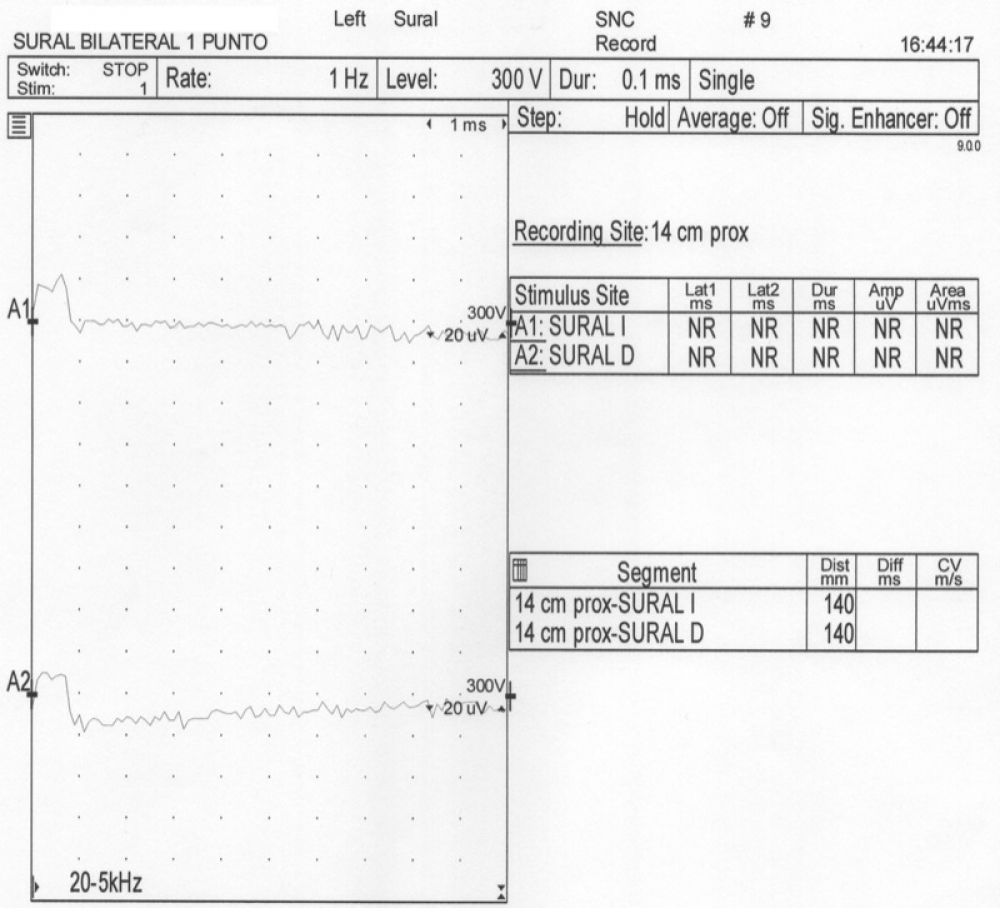 Left Sural SNC #9
SURAL BILATERAL 1 PUNTO Record 16:44:17
Switch: STOP Rate: 1 Hz Level: 300 V Dur: 0.1 ms Single
Stim: 1
1 ms Step: Hold Average: Off Sig. Enhancer: Off
9.0.0
Recording Site: 14 cm prox
Stimulus Site Lat1 ms Lat2 ms Dur ms Amp uV Area uVms
A1 300V
20 uV
A1: SURAL I NR NR NR NR NR
A2: SURAL D NR NR NR NR NR
Segment Dist mm Diff ms CV m/s
14 cm prox-SURAL I 140
14 cm prox-SURAL D 140
A2 300V
20 uV
20-5kHz